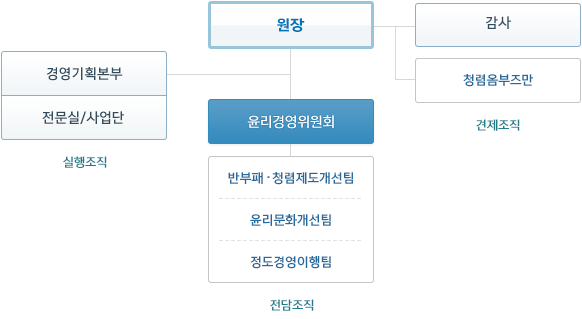 원장
감사
청렴옴부즈만
견제조직
경영기획본부
전문실/사업단
실행조직
윤리경영위원회
반부패·청렴제도개선팀
윤리문화개선팀
정도경영이행팀
전담조직